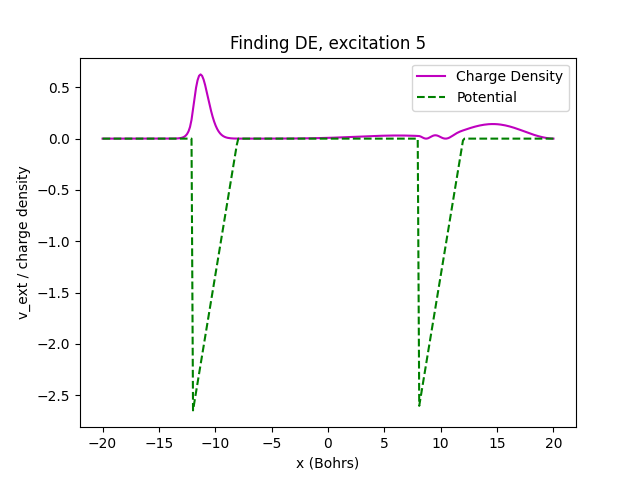 Finding DE, excitation 5
Charge Density
Potential
0.5
0.0
−0.5
−1.0
−1.5
−2.0
−2.5
v_ext / charge density
−20 −15 −10 −5 0 5 10 15 20
x (Bohrs)